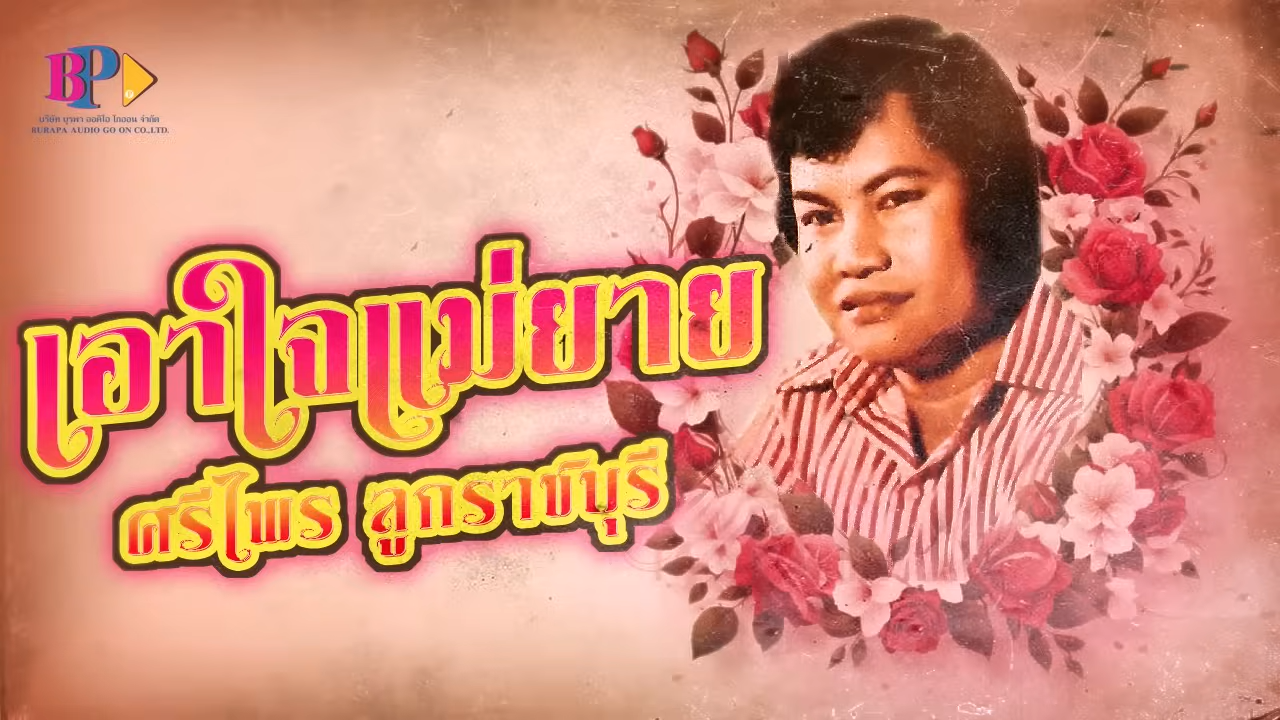 BP
บริษัท บูรพา ออดิโอ โกออน จำกัด
BURAPA AUDIO GO ON CO.,LTD.
เอาใจแม่ยาย
ศรีไพร ลูกราชบุรี